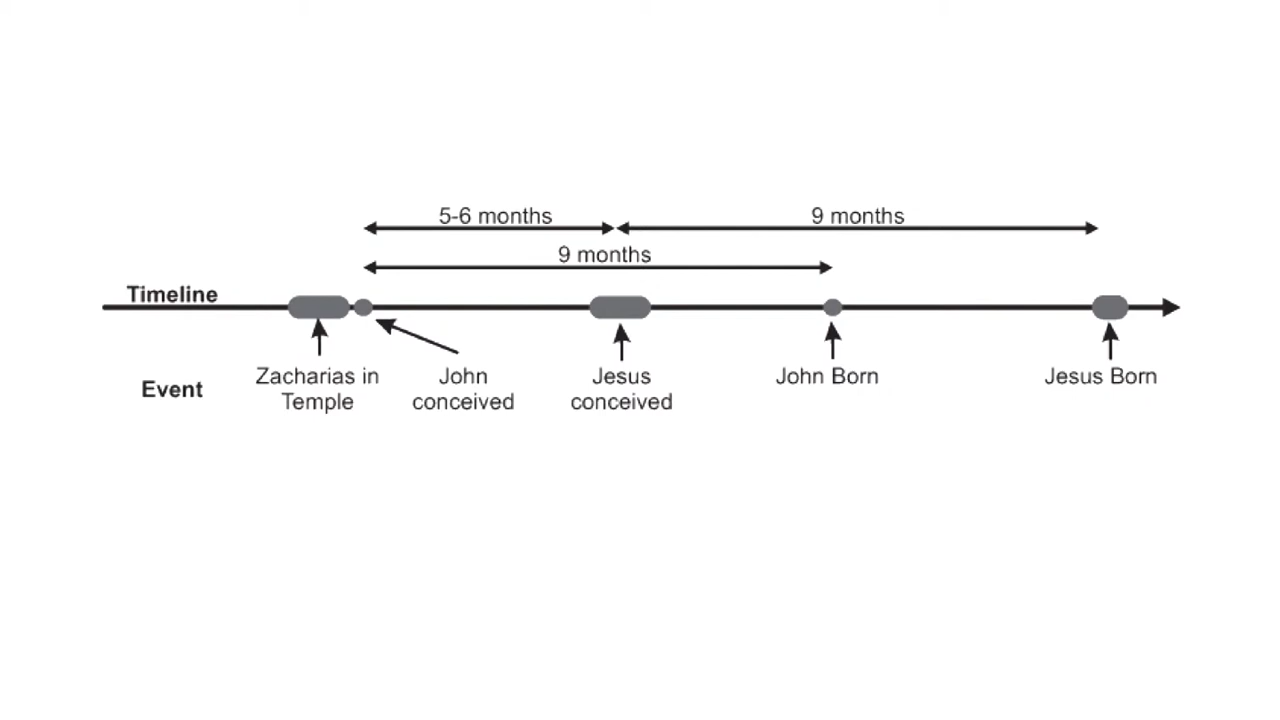 5-6 months
9 months
9 months
Timeline
Event
Zacharias in
Temple
John
conceived
Jesus
conceived
John Born
Jesus Born